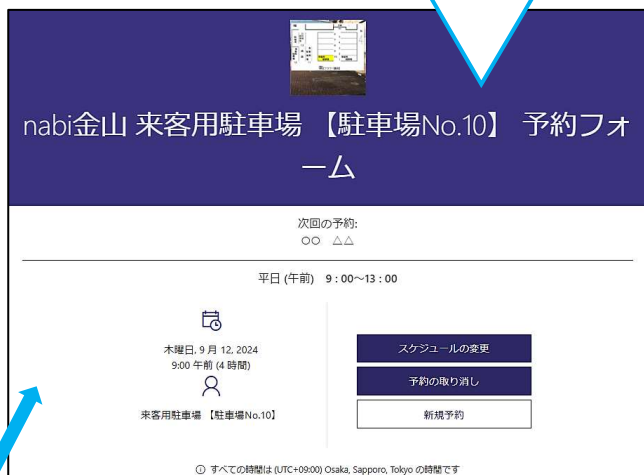 nabi金山 来客用駐車場 【駐車場No.10】 予約フォ
ーム
次回の予約:
○○ △△
平日 (午前) 9:00～13:00
木曜日, 9 月 12, 2024
9:00 午前 (4 時間)
来客用駐車場 【駐車場No.10】
スケジュールの変更
予約の取り消し
新規予約
すべての時間は (UTC+09:00) Osaka, Sapporo, Tokyo の時間です